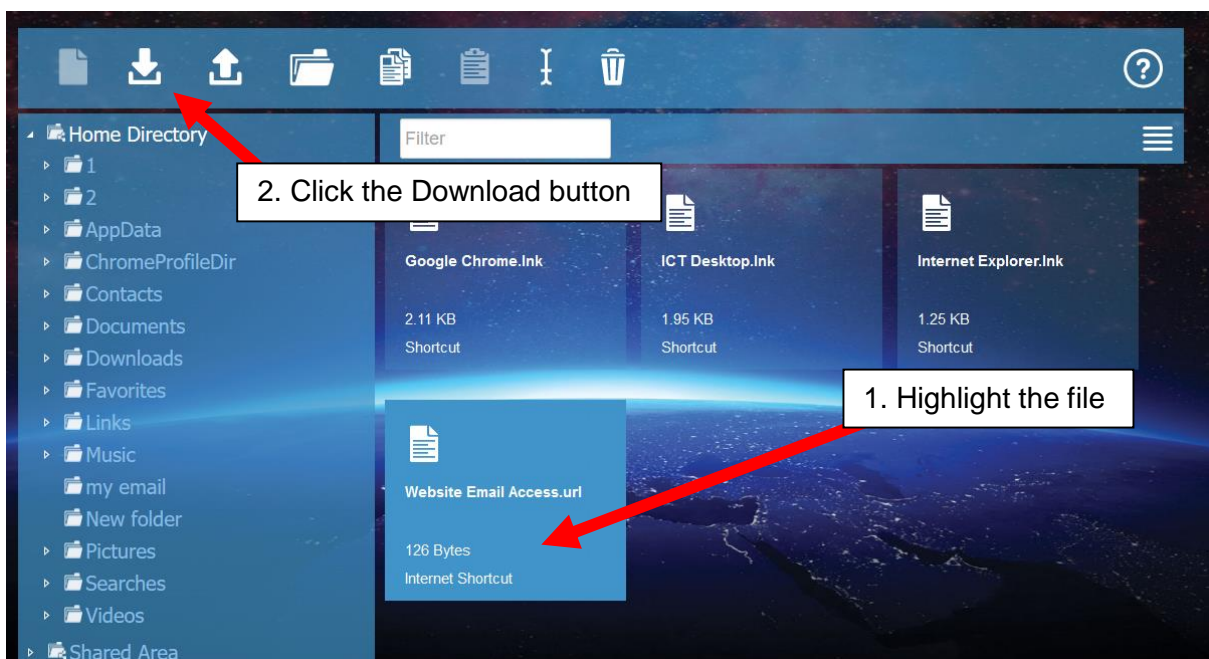 ?
Home Directory
1
2
AppData
ChromeProfileDir
Contacts
Documents
Downloads
Favorites
Links
Music
my email
New folder
Pictures
Searches
Videos
Shared Area
Filter
2. Click the Download button
Google Chrome.lnk
2.11 KB
Shortcut
ICT Desktop.lnk
1.95 KB
Shortcut
Internet Explorer.lnk
1.25 KB
Shortcut
1. Highlight the file
Website Email Access.url
126 Bytes
Internet Shortcut